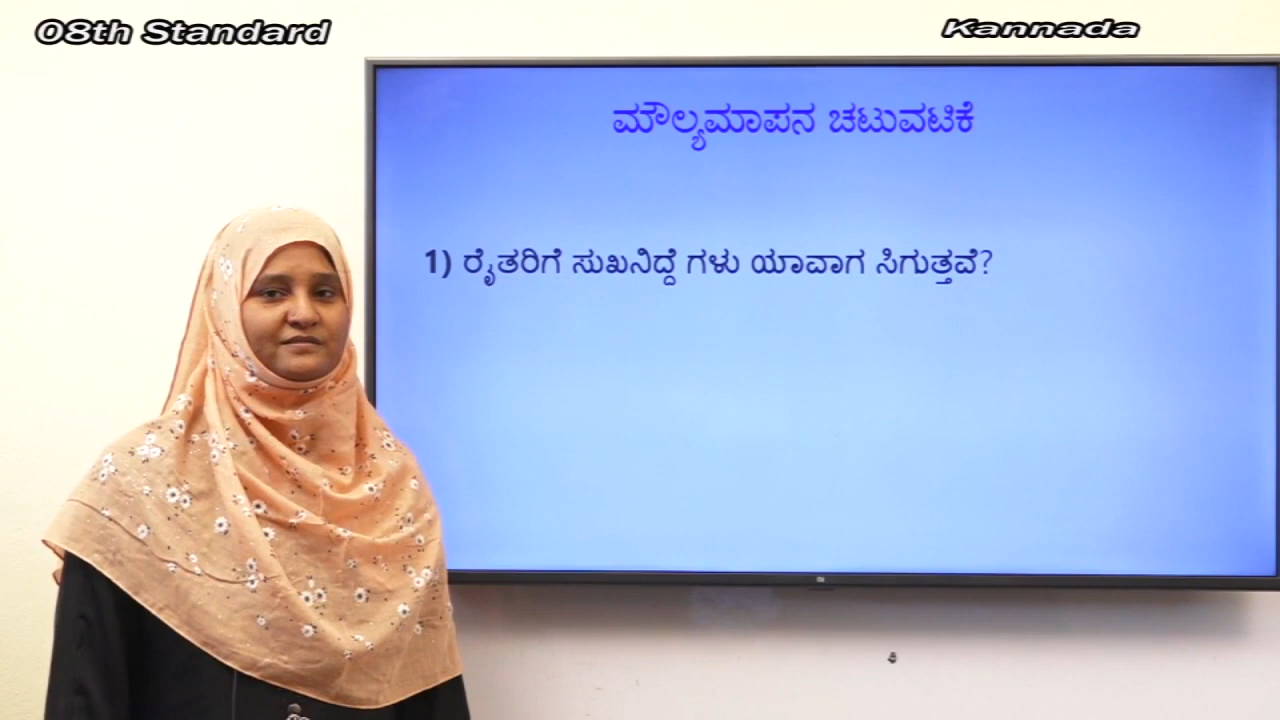 08th Standard
Kannada
ಮೌಲ್ಯಮಾಪನ ಚಟುವಟಿಕೆ
1) ರೈತರಿಗೆ ಸುಖನಿದ್ದೆ ಗಳು ಯಾವಾಗ ಸಿಗುತ್ತವೆ?